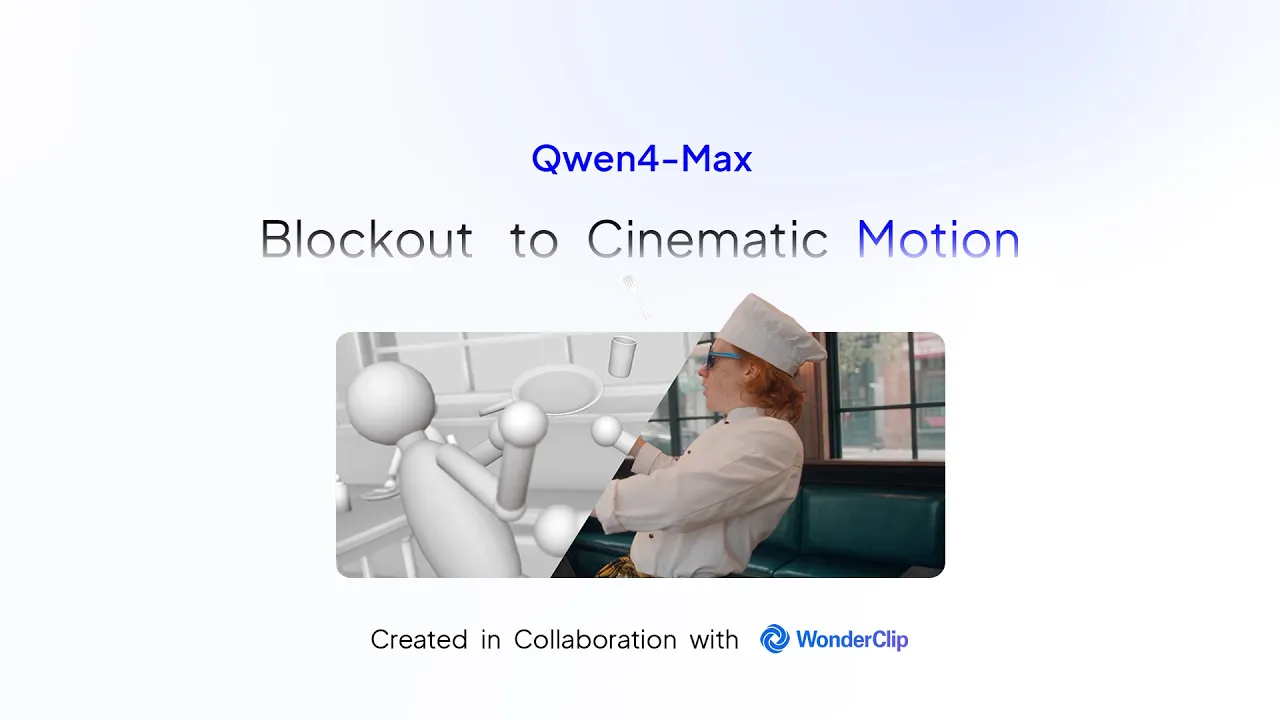 Qwen4-Max
Blockout to Cinematic Motion
Created in Collaboration with WonderClip